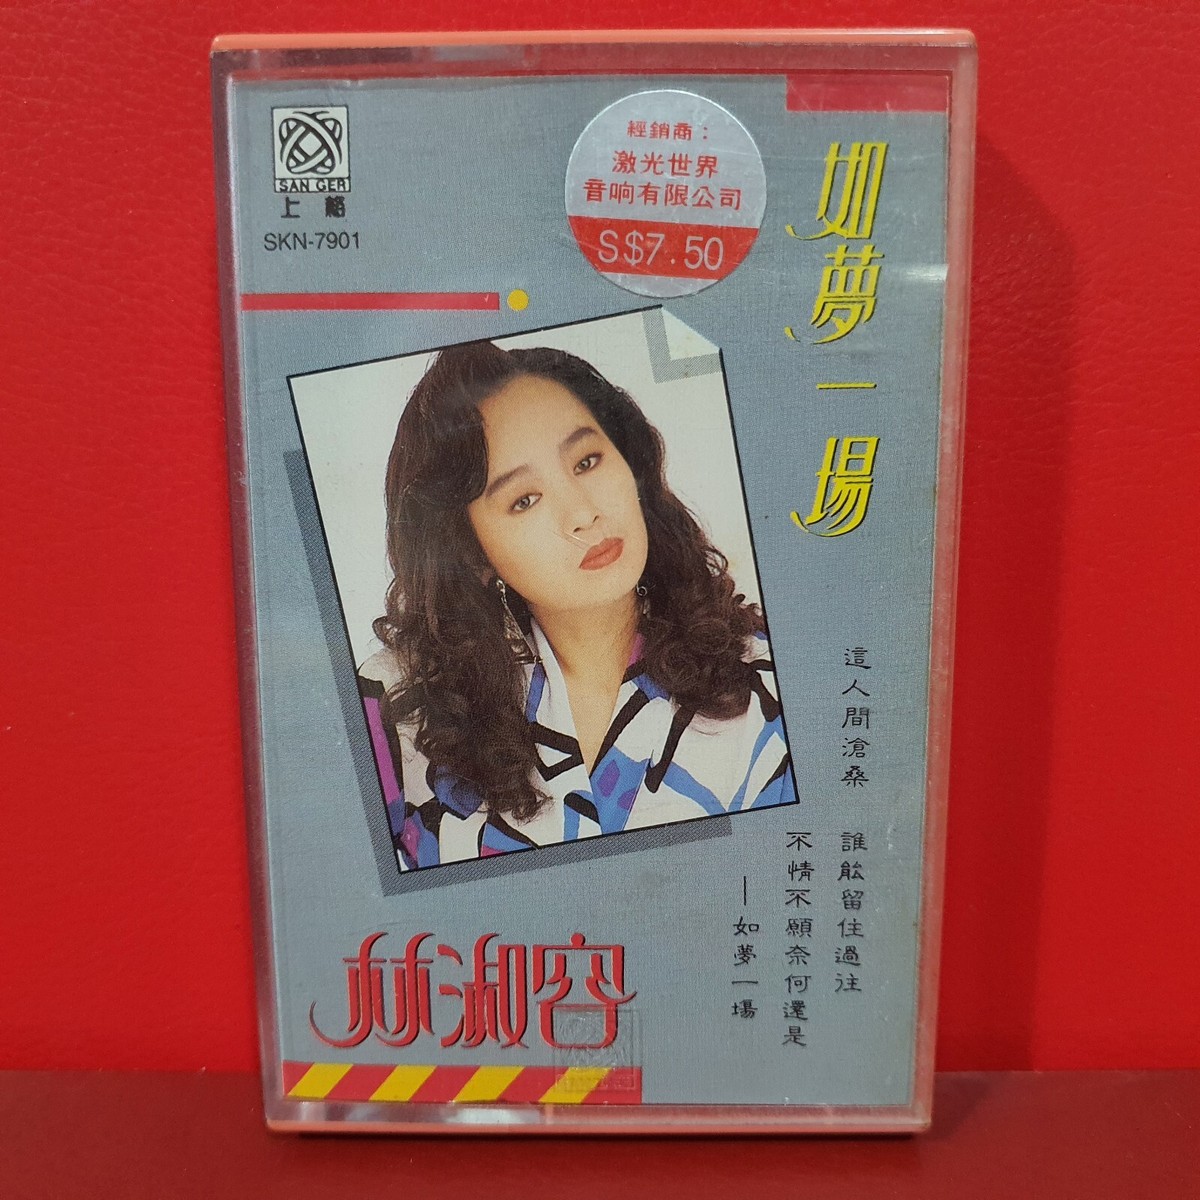 SAN GER
上格
SKN-7901
經銷商：
激光世界
音响有限公司
S$7.50
如夢一場
這人間滄桑　誰能留住過往
不情不願奈何還是
—如夢一場
林淑容